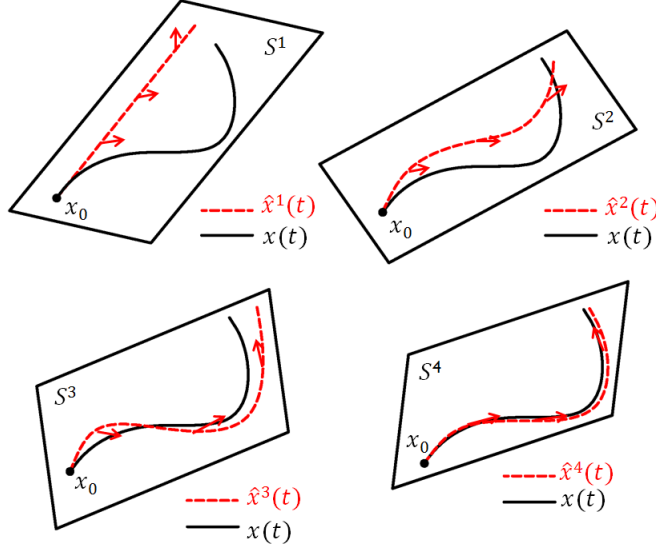 S¹
x₀
x̂¹(t)
x(t)
S²
x₀
x̂²(t)
x(t)
S³
x₀
x̂³(t)
x(t)
S⁴
x₀
x̂⁴(t)
x(t)